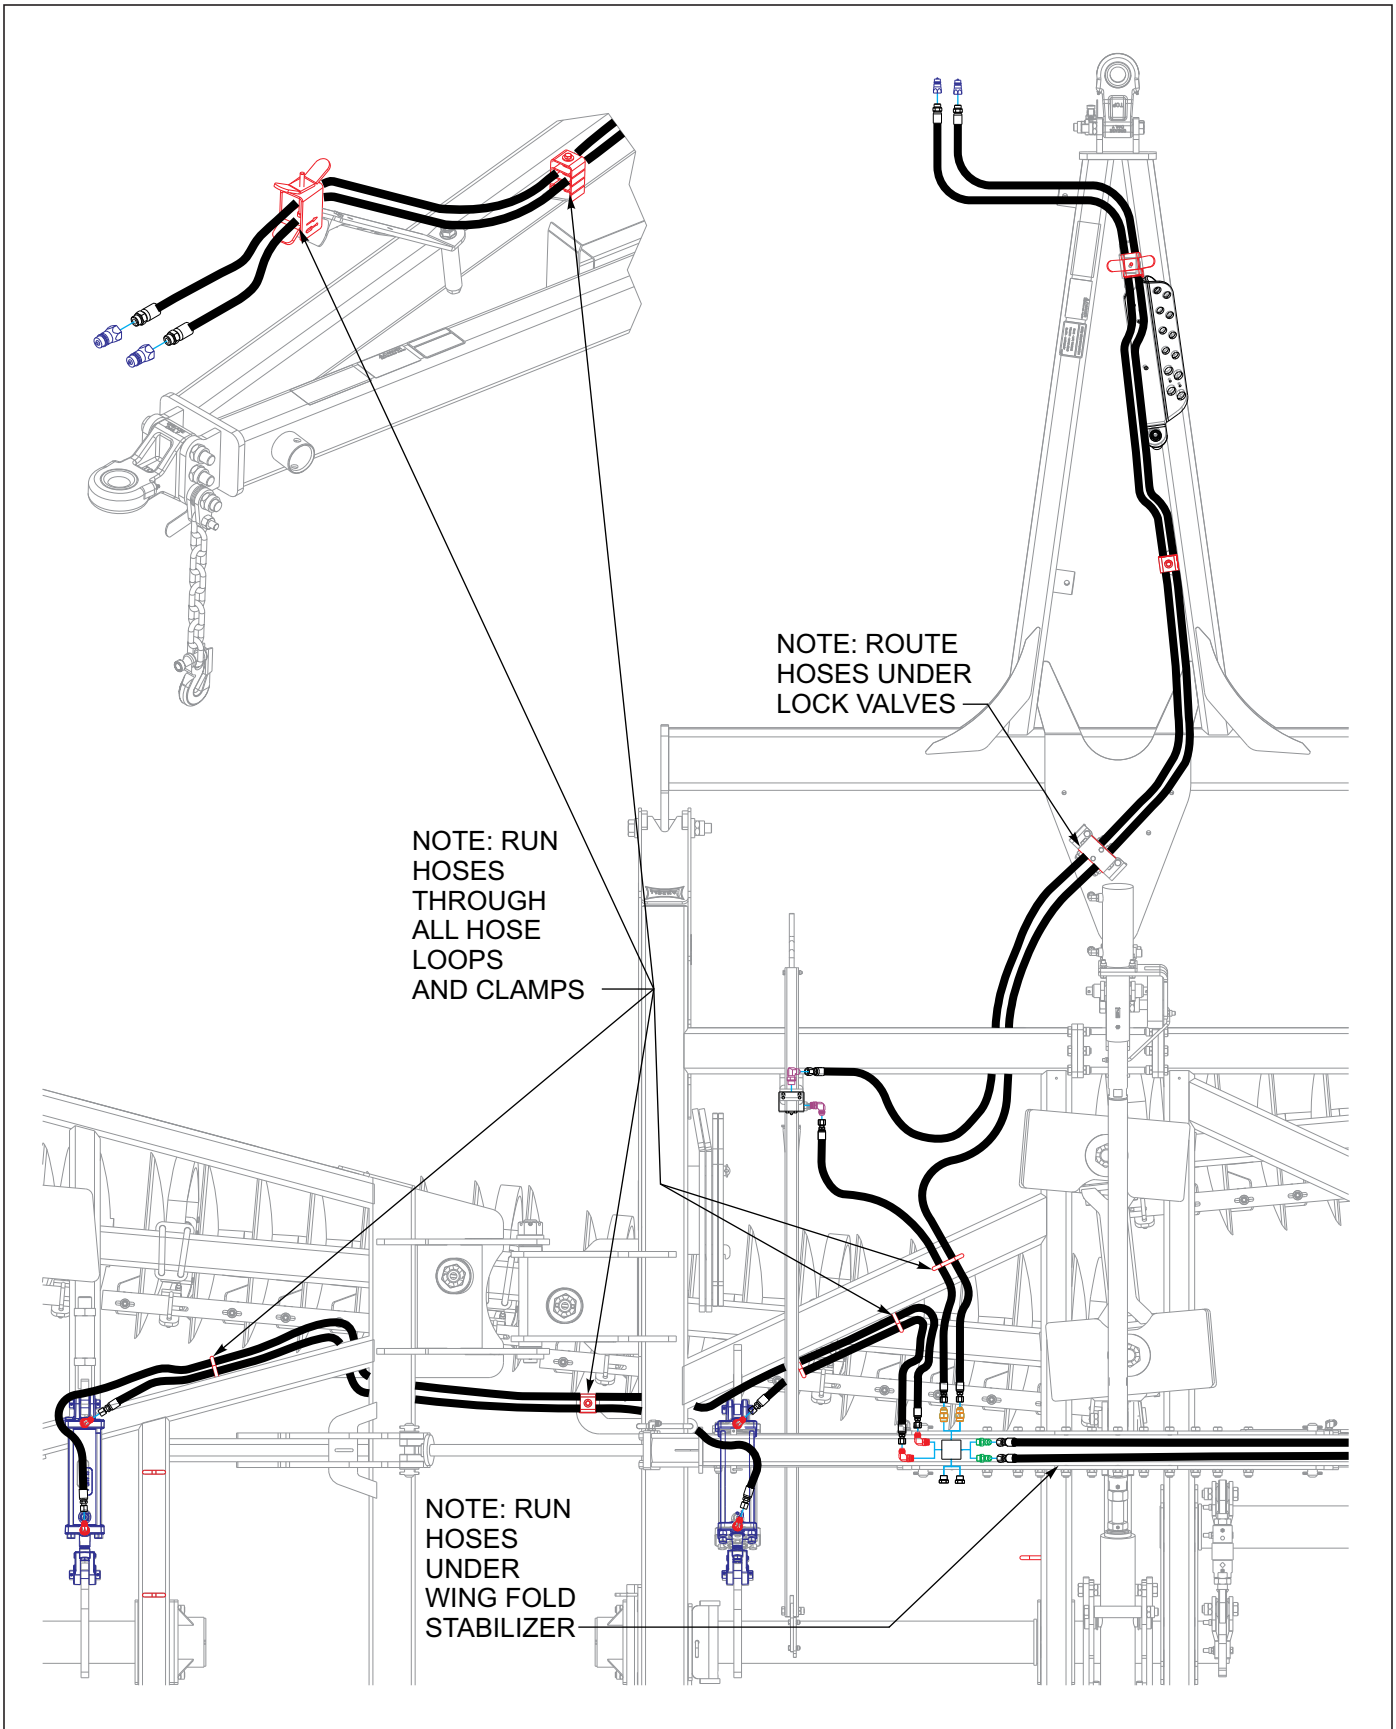 NOTE: ROUTE
HOSES UNDER
LOCK VALVES
NOTE: RUN
HOSES
THROUGH
ALL HOSE
LOOPS
AND CLAMPS
NOTE: RUN
HOSES
UNDER
WING FOLD
STABILIZER